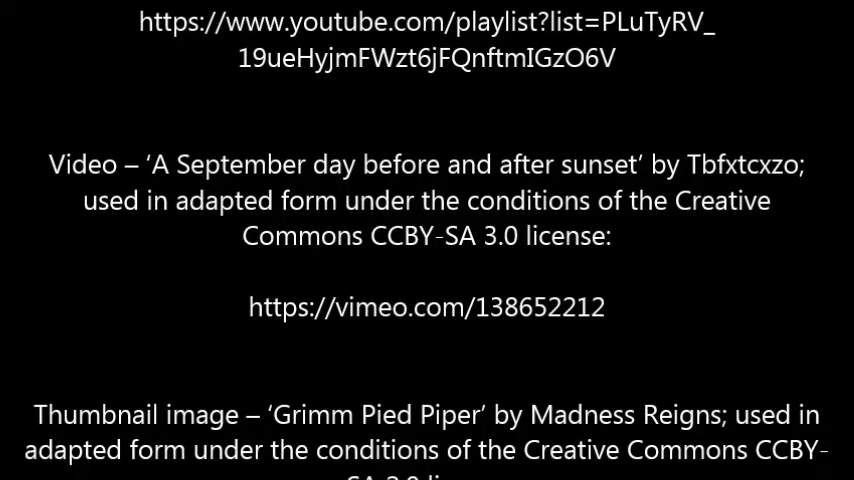 https://www.youtube.com/playlist?list=PLuTyRV_
19ueHyjmFWzt6jFQnftmIGzO6V
Video – ‘A September day before and after sunset’ by Tbfxtcxzo;
used in adapted form under the conditions of the Creative
Commons CCBY-SA 3.0 license:
https://vimeo.com/138652212
Thumbnail image – ‘Grimm Pied Piper’ by Madness Reigns; used in
adapted form under the conditions of the Creative Commons CCBY-